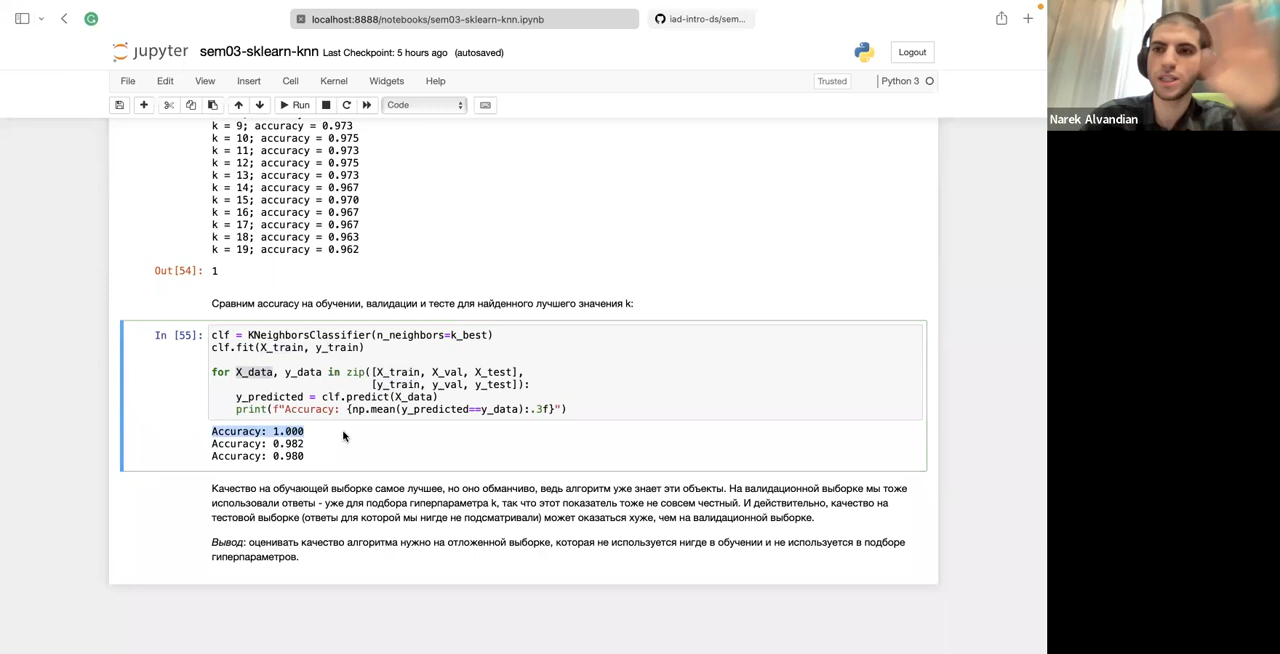 localhost:8888/notebooks/sem03-sklearn-knn.ipynb
iad-intro-ds/sem...
jupyter sem03-sklearn-knn Last Checkpoint: 5 hours ago (autosaved)
Logout
File Edit View Insert Cell Kernel Widgets Help
Trusted
Python 3
Run
Code
Narek Alvandian
k = 9; accuracy = 0.973
k = 10; accuracy = 0.975
k = 11; accuracy = 0.973
k = 12; accuracy = 0.975
k = 13; accuracy = 0.973
k = 14; accuracy = 0.967
k = 15; accuracy = 0.970
k = 16; accuracy = 0.967
k = 17; accuracy = 0.967
k = 18; accuracy = 0.963
k = 19; accuracy = 0.962
Out[54]: 1
Сравним accuracy на обучении, валидации и тесте для найденного лучшего значения k:
In [55]: clf = KNeighborsClassifier(n_neighbors=k_best)
clf.fit(X_train, y_train)
for X_data, y_data in zip([X_train, X_val, X_test],
[y_train, y_val, y_test]):
y_predicted = clf.predict(X_data)
print(f"Accuracy: {np.mean(y_predicted==y_data):.3f}")
Accuracy: 1.000
Accuracy: 0.982
Accuracy: 0.980
Качество на обучающей выборке самое лучшее, но оно обманчиво, ведь алгоритм уже знает эти объекты. На валидационной выборке мы тоже
использовали ответы - уже для подбора гиперпараметра k, так что этот показатель тоже не совсем честный. И действительно, качество на
тестовой выборке (ответы для которой мы нигде не подсматривали) может оказаться хуже, чем на валидационной выборке.
Вывод: оценивать качество алгоритма нужно на отложенной выборке, которая не используется нигде в обучении и не используется в подборе
гиперпараметров.